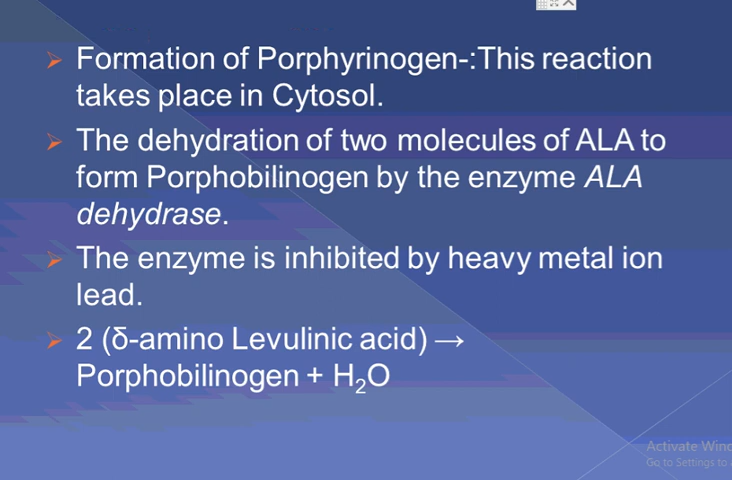 Formation of Porphyrinogen-:This reaction
takes place in Cytosol.
The dehydration of two molecules of ALA to
form Porphobilinogen by the enzyme ALA
dehydrase.
The enzyme is inhibited by heavy metal ion
lead.
2 (δ-amino Levulinic acid) →
Porphobilinogen + H₂O
Activate Wind
Go to Settings to